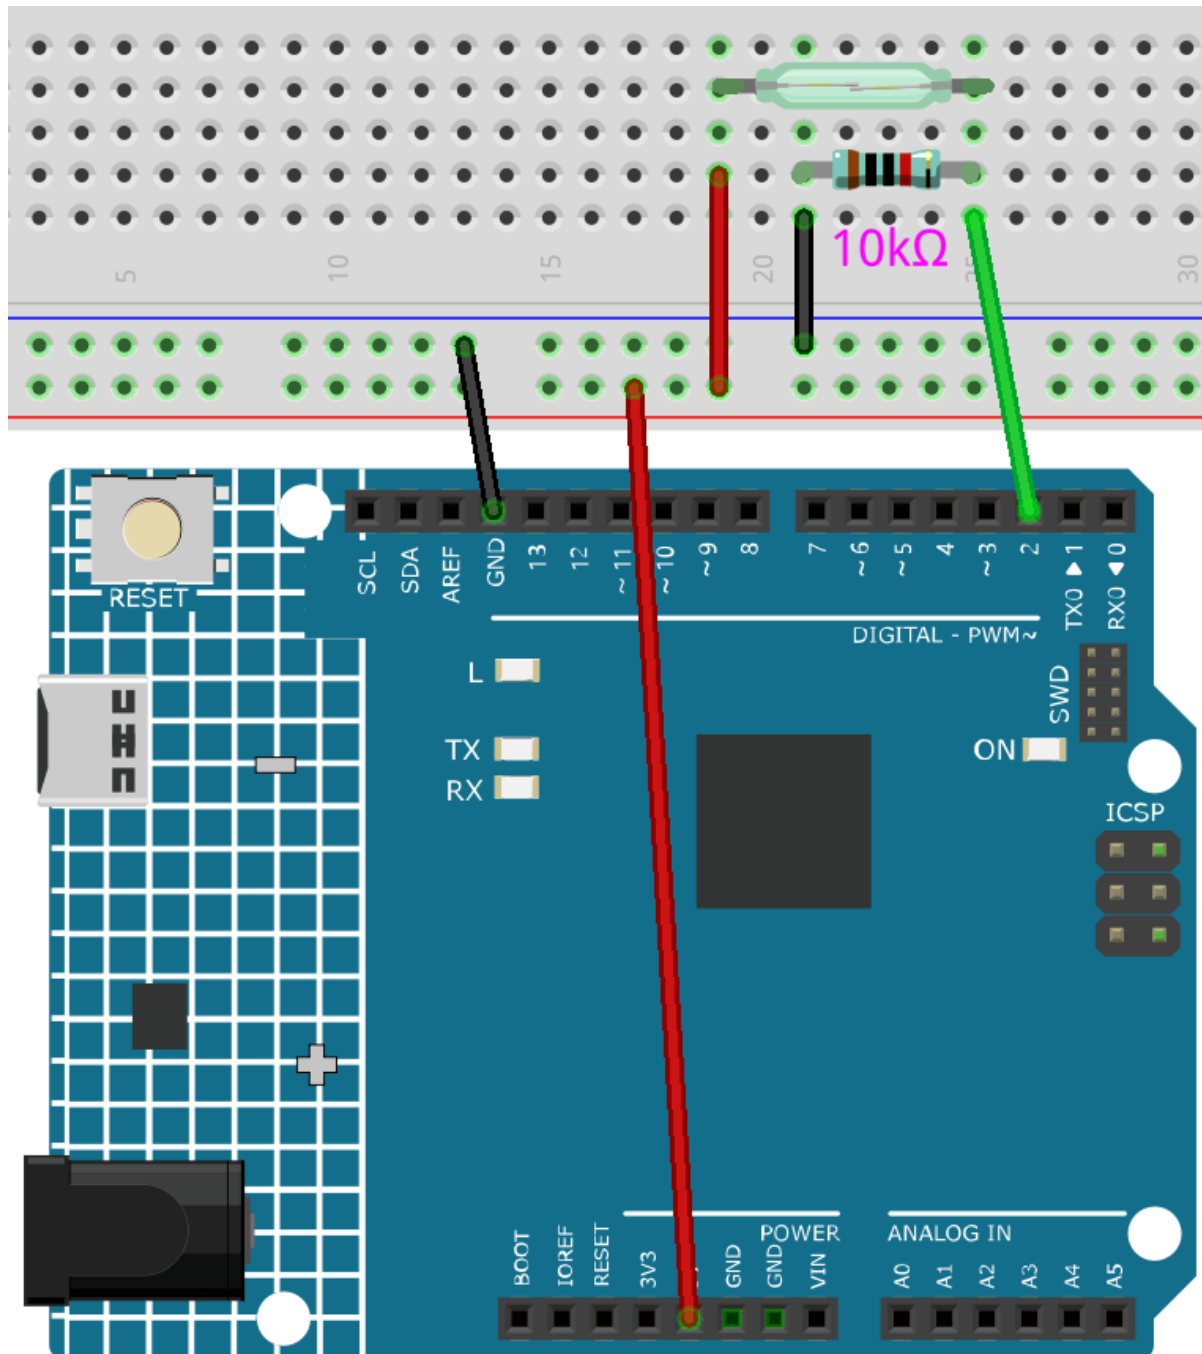 10kΩ
5
10
15
20
25
30
RESET
SCL
SDA
AREF
GND
13
12
~11
~10
~9
8
7
~6
~5
4
~3
2
TX0 ▶ 1
RX0 ◀ 0
DIGITAL - PWM~
L
TX
RX
SWD
ON
ICSP
POWER
ANALOG IN
BOOT
IOREF
RESET
3V3
GND
GND
VIN
A0
A1
A2
A3
A4
A5